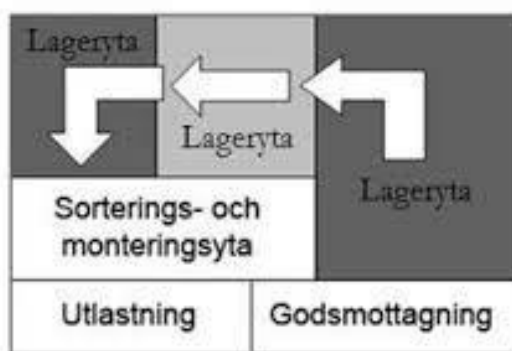 Lageryta
Lageryta
Lageryta
Sorterings- och
monteringsyta
Utlastning
Godsmottagning